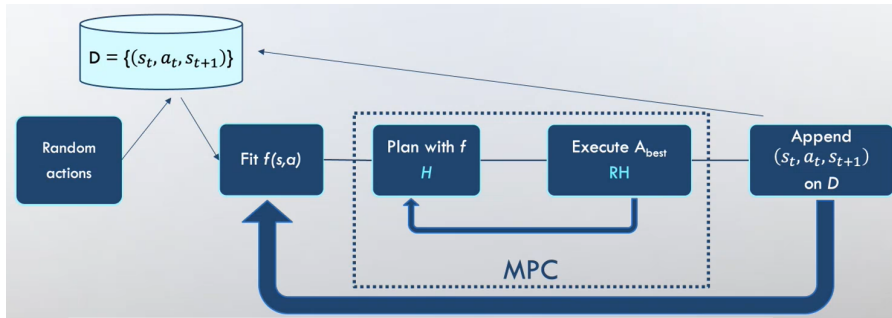 D = {(s_t, a_t, s_{t+1})}
Random
actions
Fit f(s,a)
Plan with f
H
Execute A_best
RH
Append
(s_t, a_t, s_{t+1})
on D
MPC